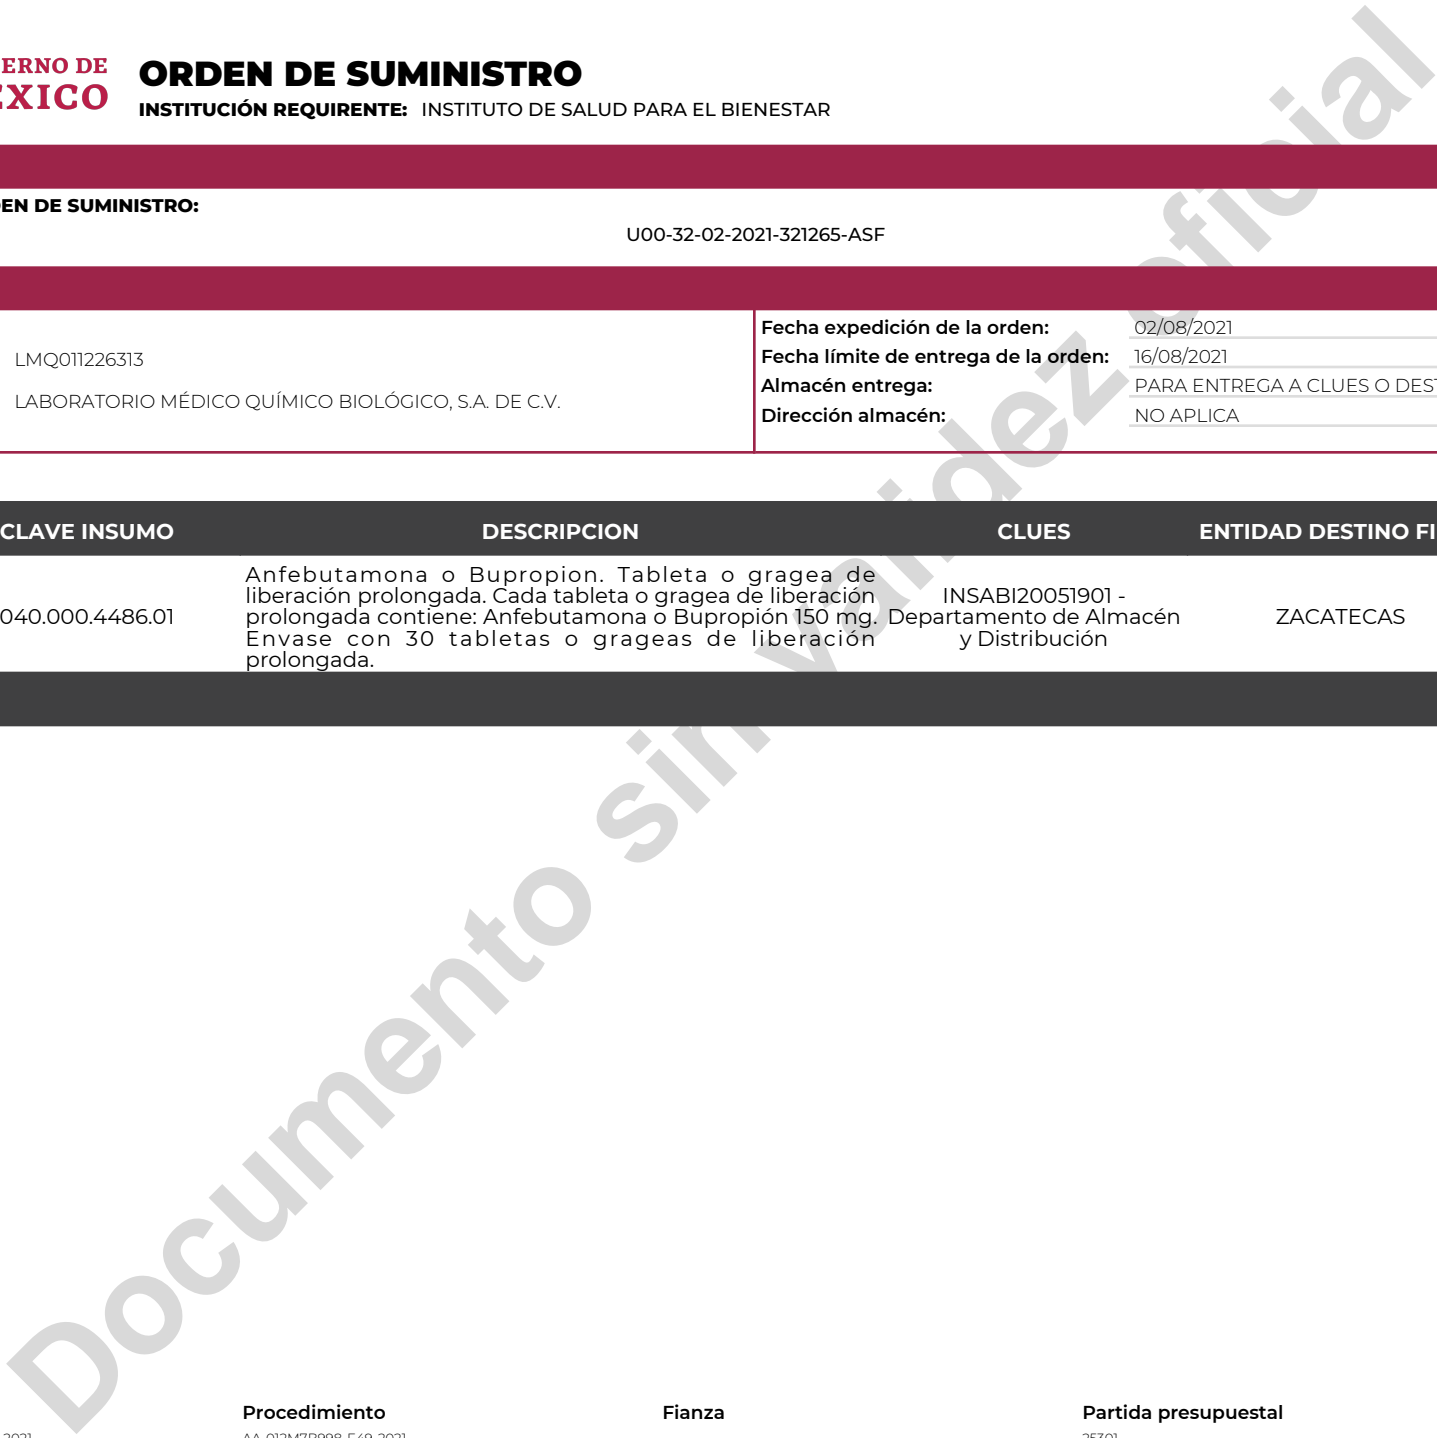 ERNO DE
ÉXICO
ORDEN DE SUMINISTRO
INSTITUCIÓN REQUIRENTE: INSTITUTO DE SALUD PARA EL BIENESTAR
EN DE SUMINISTRO:
U00-32-02-2021-321265-ASF
LMQ011226313
LABORATORIO MÉDICO QUÍMICO BIOLÓGICO, S.A. DE C.V.
Fecha expedición de la orden: 02/08/2021
Fecha límite de entrega de la orden: 16/08/2021
Almacén entrega: PARA ENTREGA A CLUES O DEST
Dirección almacén: NO APLICA
CLAVE INSUMO DESCRIPCION CLUES ENTIDAD DESTINO FI
040.000.4486.01
Anfebutamona o Bupropion. Tableta o gragea de
liberación prolongada. Cada tableta o gragea de liberación
prolongada contiene: Anfebutamona o Bupropión 150 mg.
Envase con 30 tabletas o grageas de liberación
prolongada.
INSABI20051901 -
Departamento de Almacén
y Distribución
ZACATECAS
Documento sin validez oficial
Procedimiento Fianza Partida presupuestal